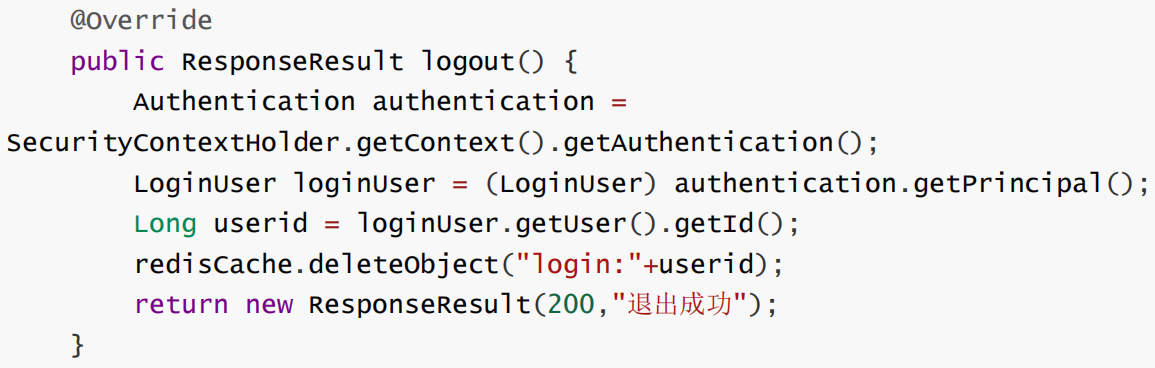 @Override
public ResponseResult logout() {
Authentication authentication =
SecurityContextHolder.getContext().getAuthentication();
LoginUser loginUser = (LoginUser) authentication.getPrincipal();
Long userid = loginUser.getUser().getId();
redisCache.deleteObject("login:"+userid);
return new ResponseResult(200,"退出成功");
}